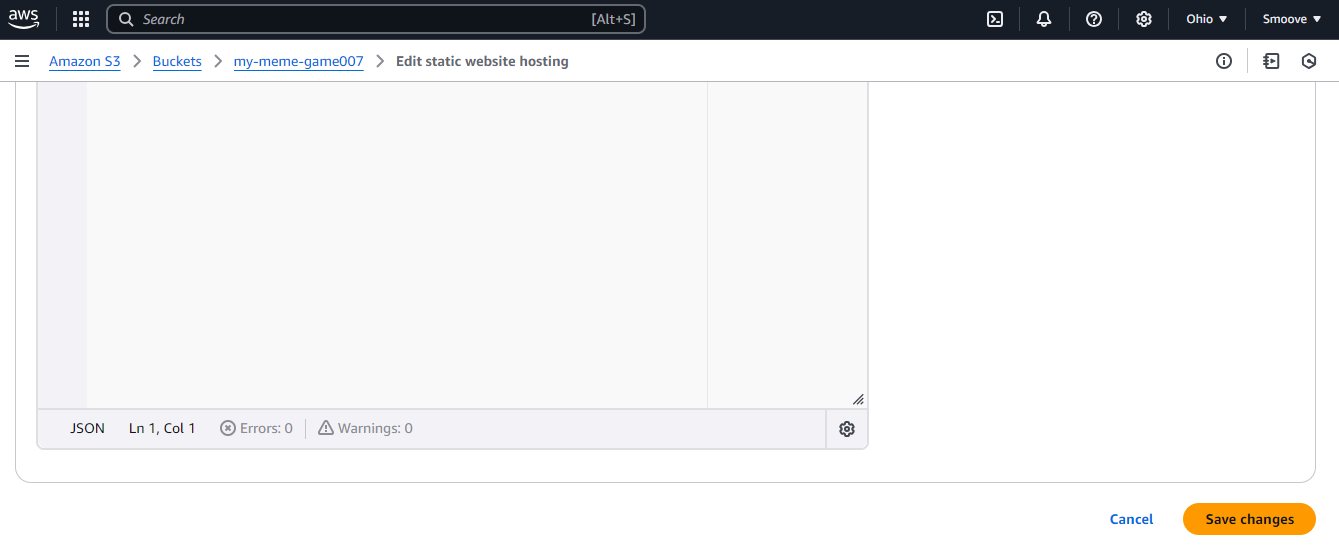 aws Search [Alt+S] Ohio Smoove
Amazon S3 Buckets my-meme-game007 Edit static website hosting
JSON Ln 1, Col 1 Errors: 0 Warnings: 0
Cancel Save changes